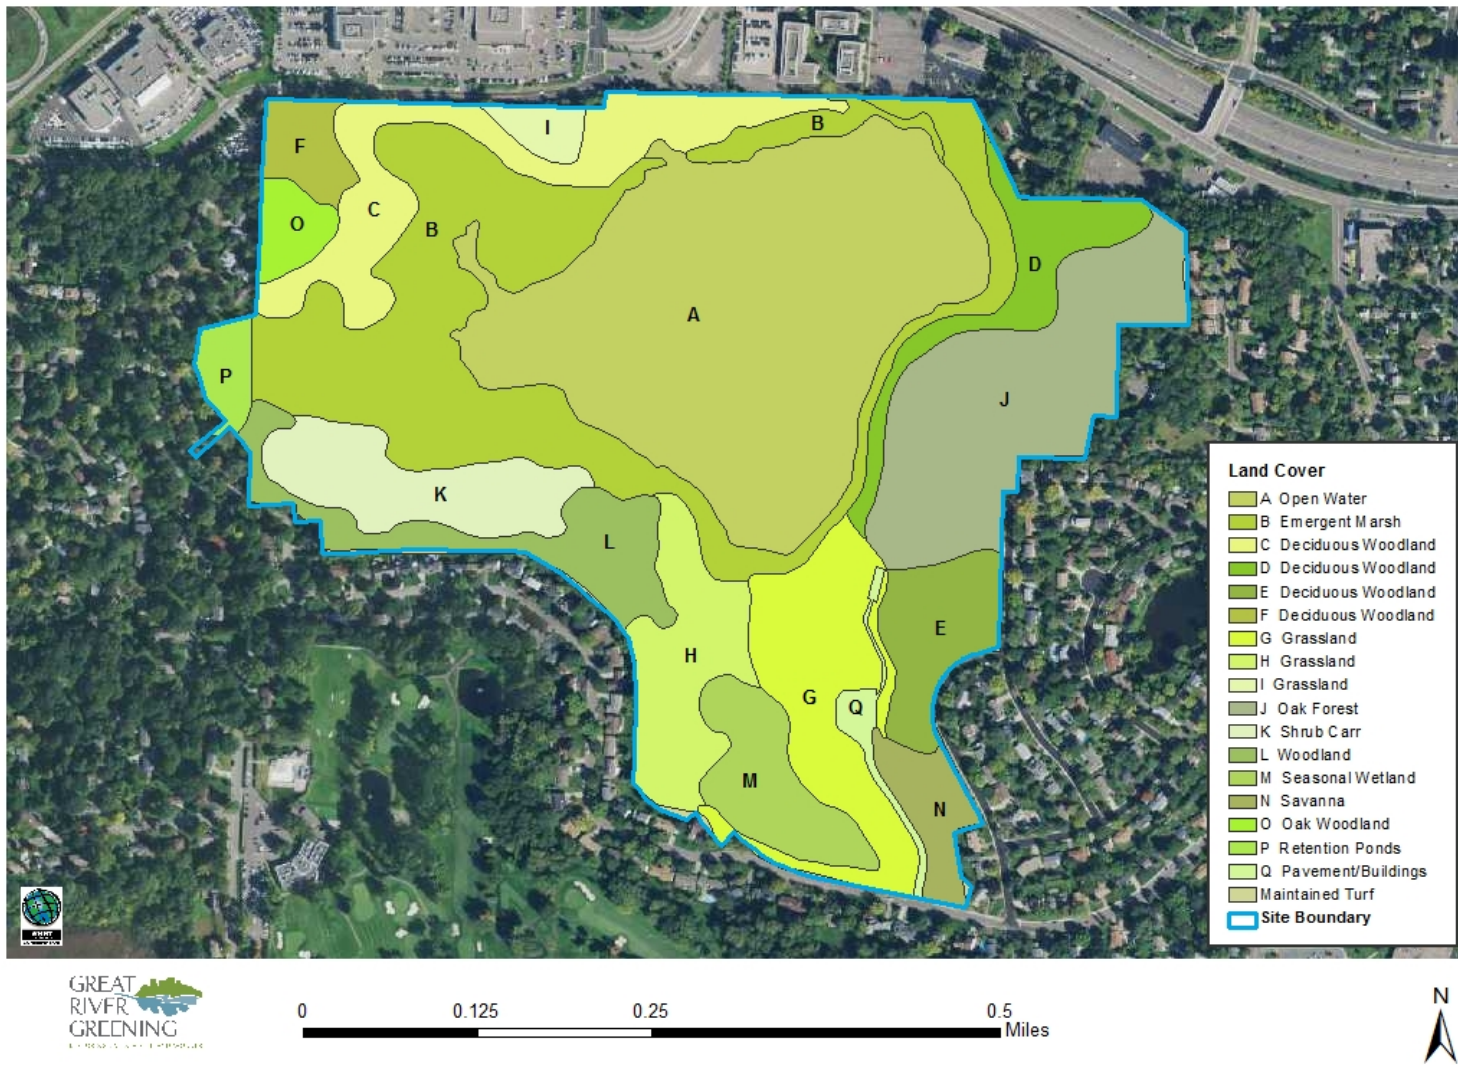 I
B
F
C
O
B
D
A
P
J
K
L
E
H
G
Q
M
N
Land Cover
A Open Water
B Emergent Marsh
C Deciduous Woodland
D Deciduous Woodland
E Deciduous Woodland
F Deciduous Woodland
G Grassland
H Grassland
I Grassland
J Oak Forest
K Shrub Carr
L Woodland
M Seasonal Wetland
N Savanna
O Oak Woodland
P Retention Ponds
Q Pavement/Buildings
Maintained Turf
Site Boundary
GREAT
RIVER
GREENING
0 0.125 0.25 0.5
Miles
N